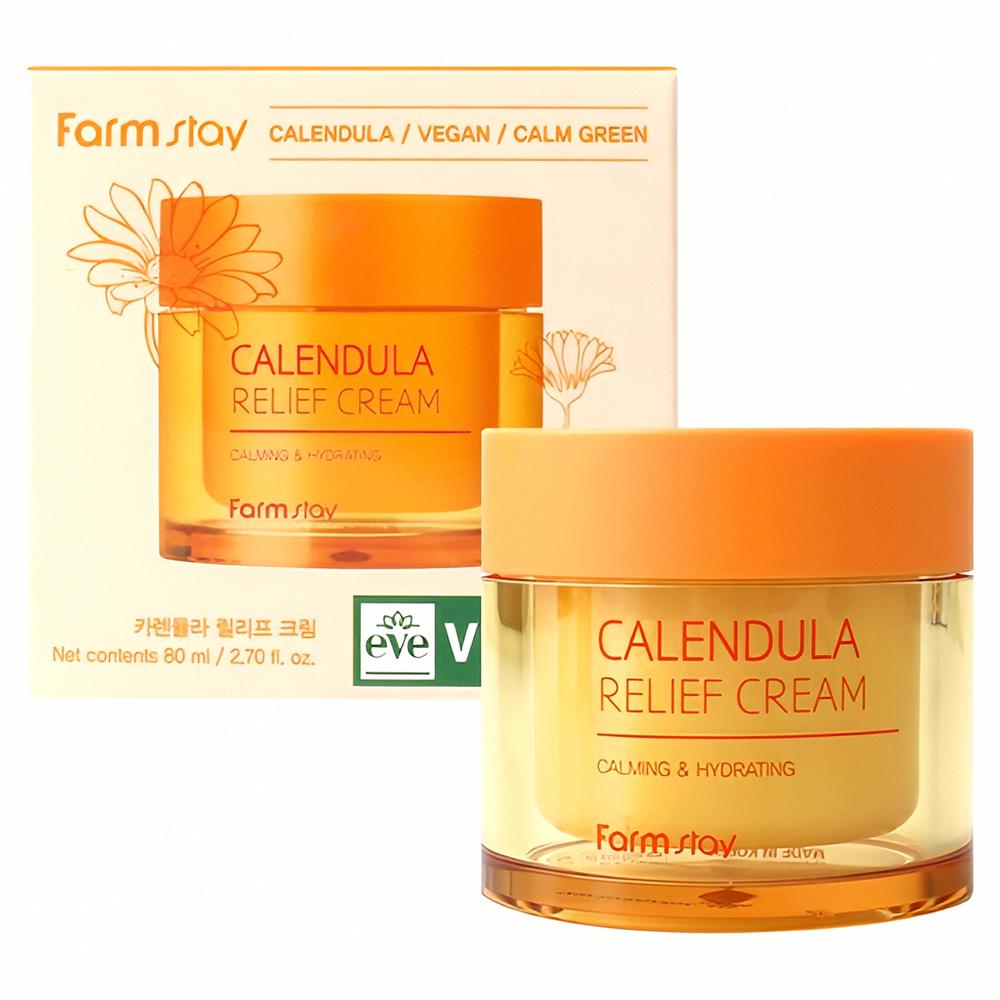 Farm stay
CALENDULA / VEGAN / CALM GREEN
CALENDULA
RELIEF CREAM
CALMING & HYDRATING
Farm stay
카렌듈라 릴리프 크림
Net contents 80 ml / 2.70 fl. oz.
eve
V
CALENDULA
RELIEF CREAM
CALMING & HYDRATING
Farm stay
MADE IN